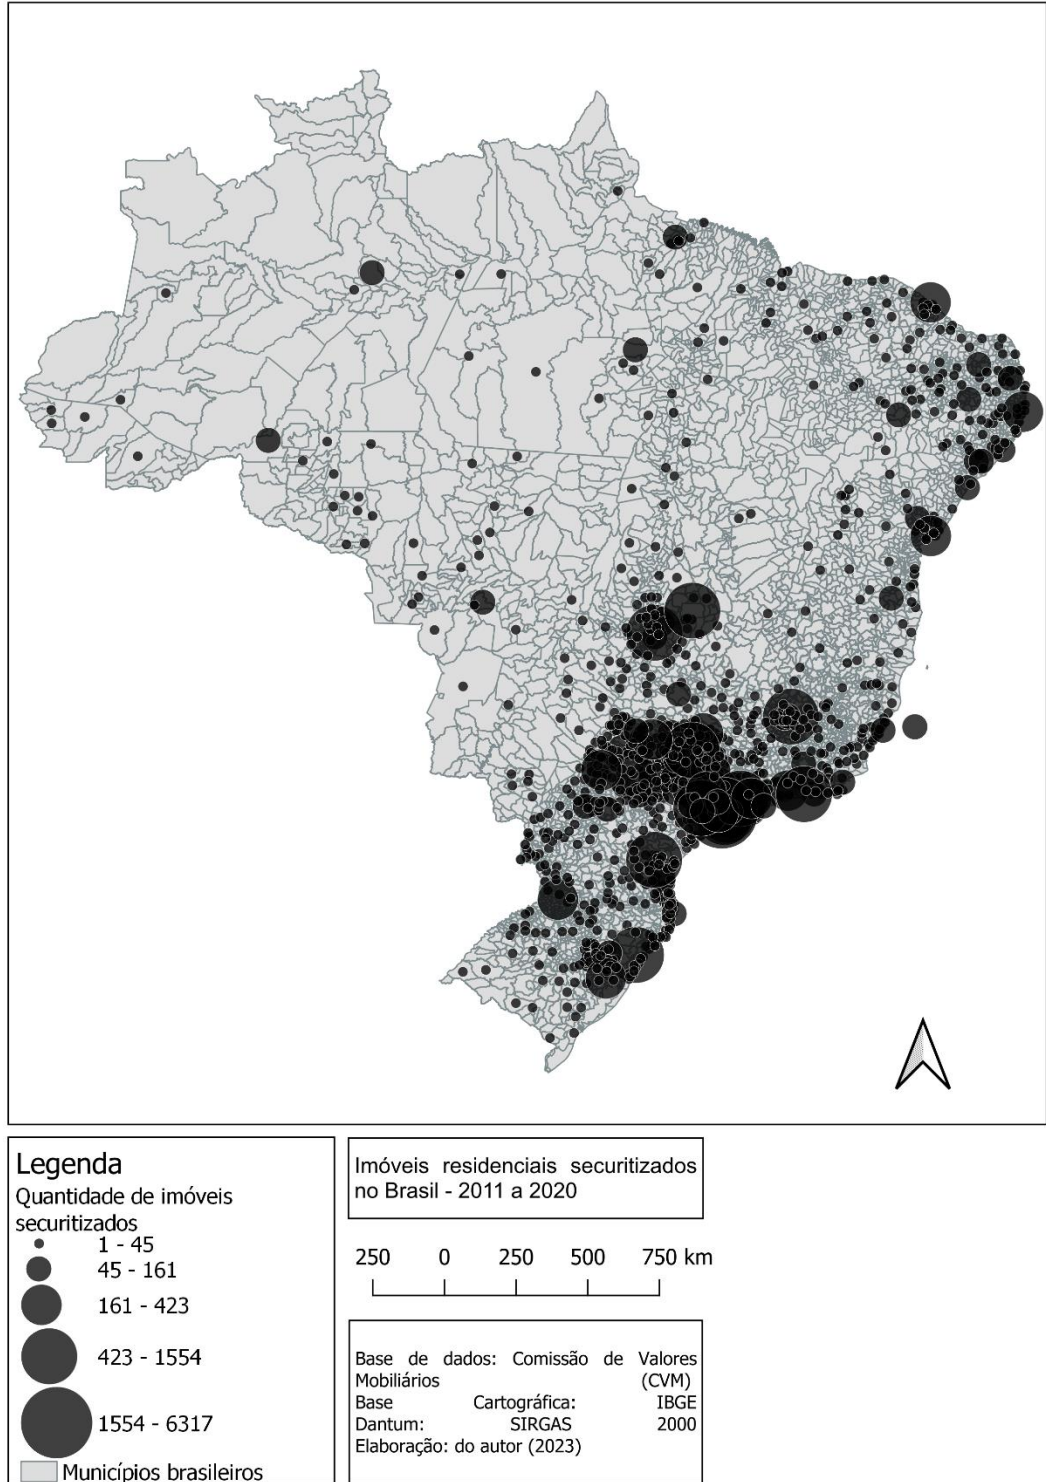 Legenda
Quantidade de imóveis
securitizados
1 - 45
45 - 161
161 - 423
423 - 1554
1554 - 6317
Municípios brasileiros
Imóveis residenciais securitizados
no Brasil - 2011 a 2020
250 0 250 500 750 km
Base de dados: Comissão de Valores
Mobiliários (CVM)
Base Cartográfica: IBGE
Dantum: SIRGAS 2000
Elaboração: do autor (2023)